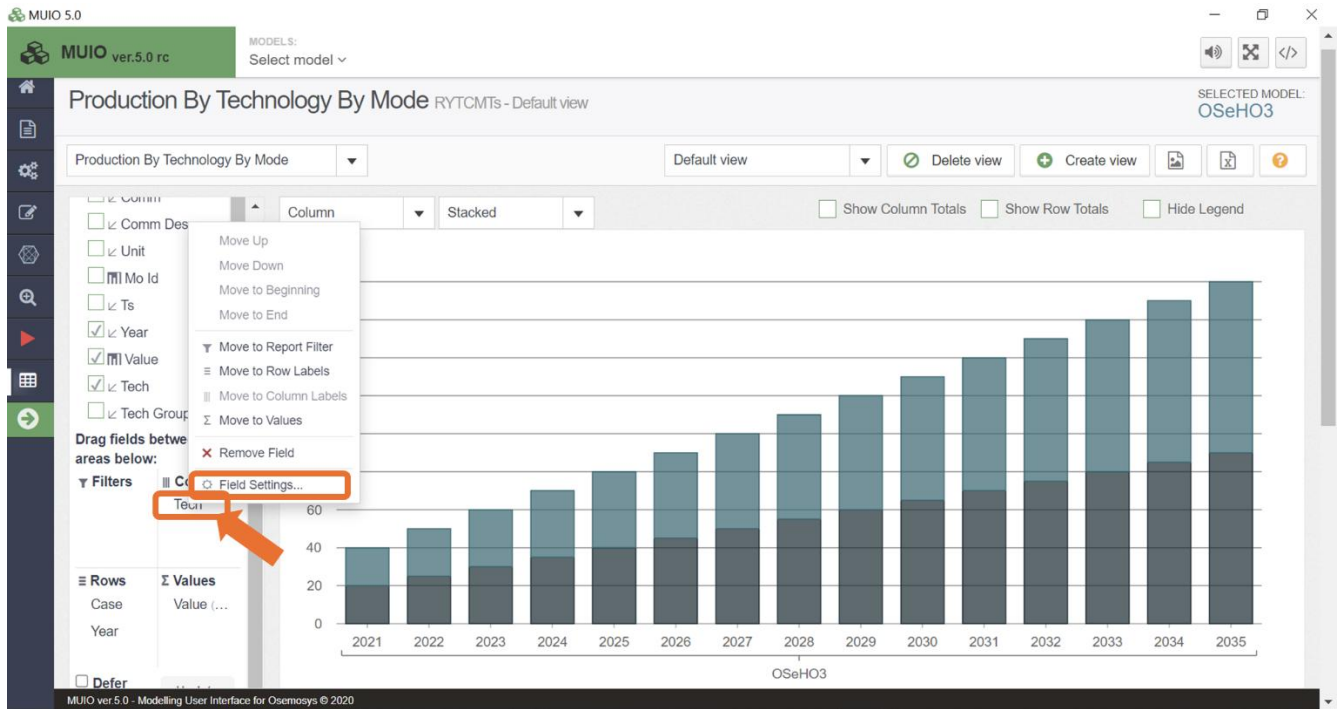 MUIO 5.0
MUIO ver.5.0 rc
MODELS:
Select model
Production By Technology By Mode RYTCMTs - Default view
SELECTED MODEL:
OSeHO3
Production By Technology By Mode
Default view
Delete view
Create view
Comm
Comm Des
Unit
Mo Id
Ts
Year
Value
Tech
Tech Group
Drag fields betwe
areas below:
Filters
Co
Tech
Rows
Σ Values
Case
Value (...
Year
Defer
Move Up
Move Down
Move to Beginning
Move to End
Move to Report Filter
Move to Row Labels
Move to Column Labels
Σ Move to Values
Remove Field
Field Settings...
Column
Stacked
Show Column Totals
Show Row Totals
Hide Legend
60
40
20
0
2021 2022 2023 2024 2025 2026 2027 2028 2029 2030 2031 2032 2033 2034 2035
OSeHO3
MUIO ver.5.0 - Modelling User Interface for Osemosys © 2020